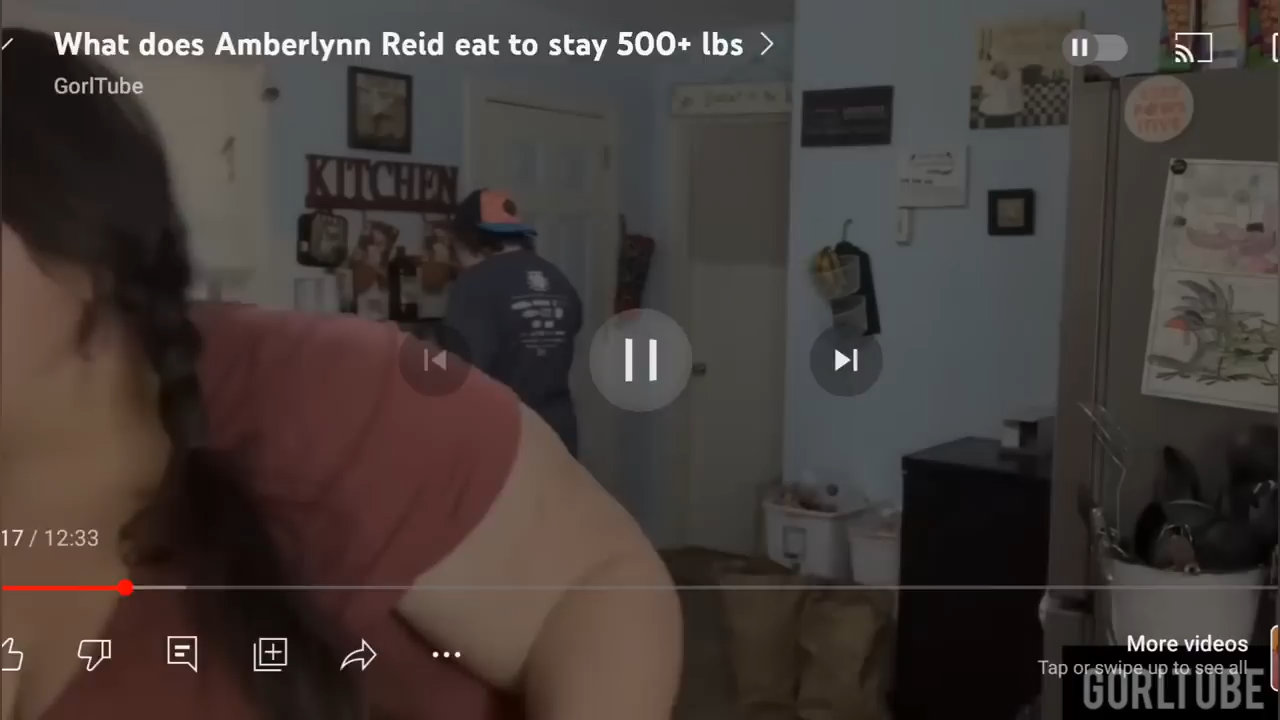 What does Amberlynn Reid eat to stay 500+ lbs
GorlTube
KITCHEN
17 / 12:33
More videos
Tap or swipe up to see all
GORLTUBE